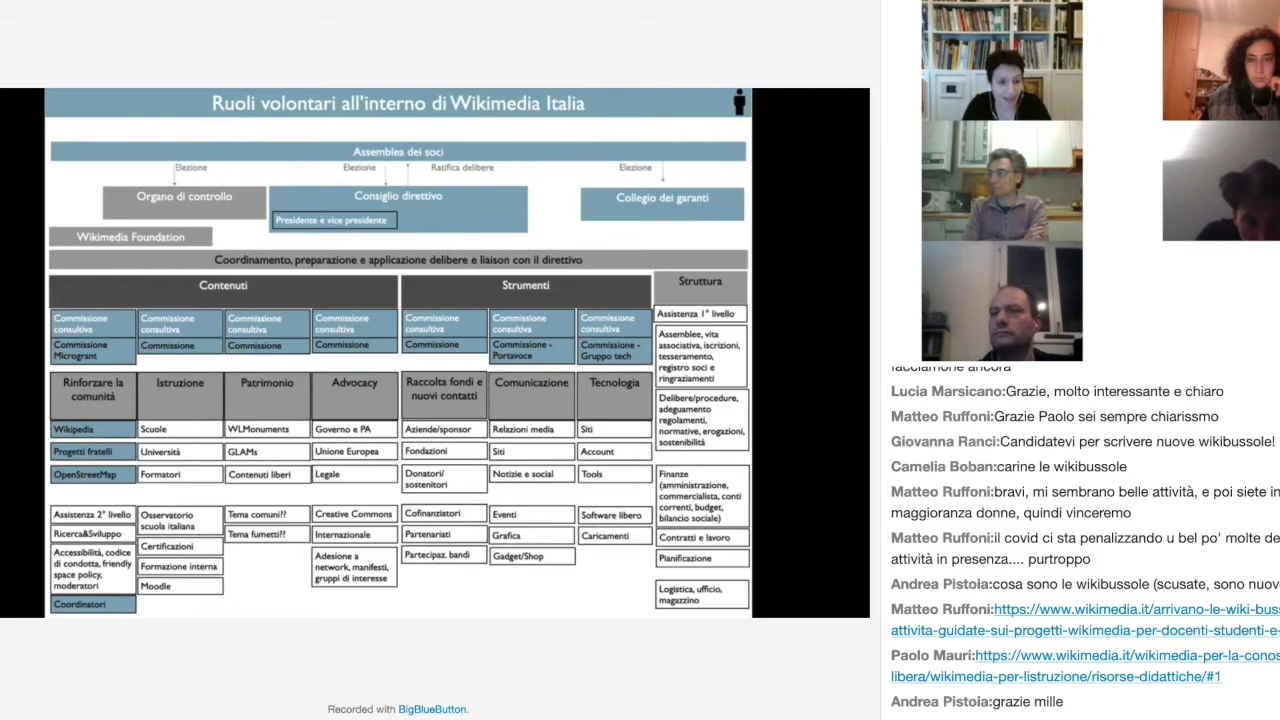 Ruoli volontari all'interno di Wikimedia Italia
Assemblea dei soci
Elezione
Elezione
Ratifica delibere
Elezione
Organo di controllo
Consiglio direttivo
Presidente e vice presidente
Collegio dei garanti
Wikimedia Foundation
Coordinamento, preparazione e applicazione delibere e liaison con il direttivo
Contenuti
Strumenti
Struttura
Commissione
consultiva
Commissione
Microgrant
Rinforzare la
comunità
Wikipedia
Progetti fratelli
OpenStreetMap
Assistenza 2° livello
Ricerca&Sviluppo
Accessibilità, codice
di condotta, friendly
space policy,
moderatori
Coordinatori
Commissione
consultiva
Commissione
Istruzione
Scuole
Università
Formatori
Osservatorio
scuola italiana
Certificazioni
Formazione interna
Moodle
Commissione
consultiva
Commissione
Patrimonio
WLMonuments
GLAMs
Contenuti liberi
Tema comuni??
Tema fumetti??
Commissione
consultiva
Commissione
Advocacy
Governo e PA
Unione Europea
Legale
Creative Commons
Internazionale
Adesione a
network, manifesti,
gruppi di interesse
Commissione
consultiva
Commissione
Raccolta fondi e
nuovi contatti
Aziende/sponsor
Fondazioni
Donatori/
sostenitori
Cofinanziatori
Partenariati
Partecipaz. bandi
Commissione
consultiva
Commissione -
Portavoce
Comunicazione
Relazioni media
Siti
Notizie e social
Eventi
Grafica
Gadget/Shop
Commissione
consultiva
Commissione -
Gruppo tech
Tecnologia
Siti
Account
Tools
Software libero
Caricamenti
Assistenza 1° livello
Assemblee, vita
associativa, iscrizioni,
tesseramento,
registro soci e
ringraziamenti
Delibere/procedure,
adeguamento
regolamenti,
normative, erogazioni,
sostenibilità
Finanze
(amministrazione,
commercialista, conti
correnti, budget,
bilancio sociale)
Contratti e lavoro
Pianificazione
Logistica, ufficio,
magazzino
Recorded with BigBlueButton.
facciamone ancora
Lucia Marsicano:Grazie, molto interessante e chiaro
Matteo Ruffoni:Grazie Paolo sei sempre chiarissmo
Giovanna Ranci:Candidatevi per scrivere nuove wikibussole!
Camelia Boban:carine le wikibussole
Matteo Ruffoni:bravi, mi sembrano belle attività, e poi siete in
maggioranza donne, quindi vinceremo
Matteo Ruffoni:il covid ci sta penalizzando u bel po' molte de
attività in presenza.... purtroppo
Andrea Pistoia:cosa sono le wikibussole (scusate, sono nuov
Matteo Ruffoni:https://www.wikimedia.it/arrivano-le-wiki-bus
attivita-guidate-sui-progetti-wikimedia-per-docenti-studenti-e-
Paolo Mauri:https://www.wikimedia.it/wikimedia-per-la-conos
libera/wikimedia-per-listruzione/risorse-didattiche/#1
Andrea Pistoia:grazie mille